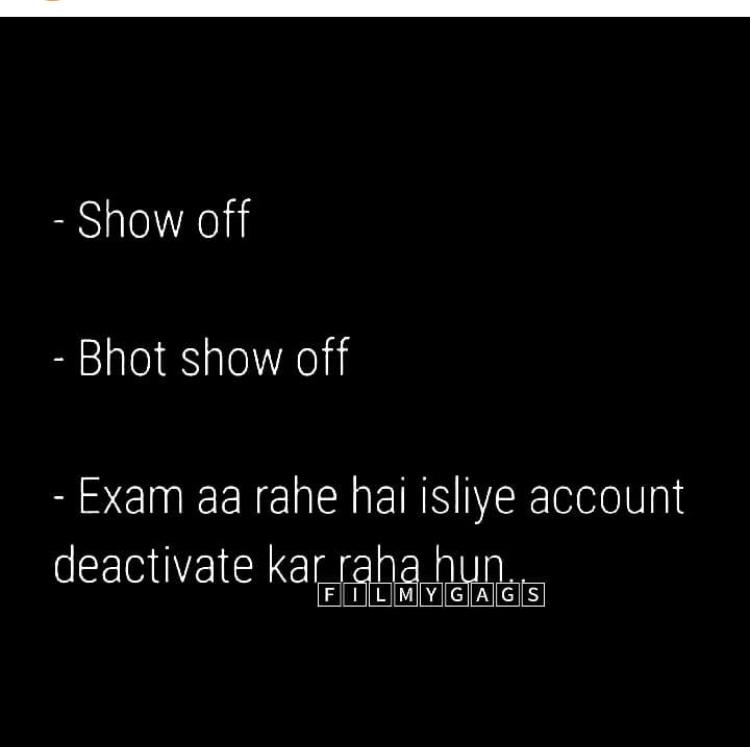 - Show off
- Bhot show off
- Exam aa rahe hai isliye account
deactivate kar raha hun..
FILMYGAGS